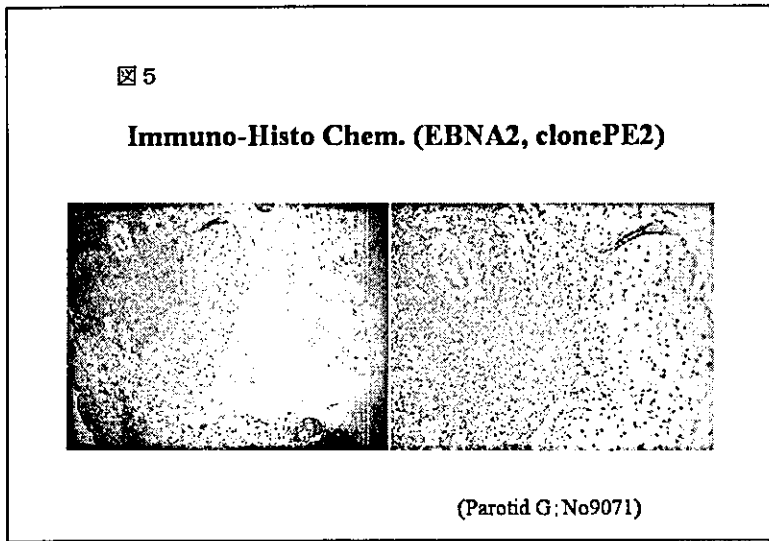 図5
Immuno-Histo Chem. (EBNA2, clonePE2)
(Parotid G; No9071)